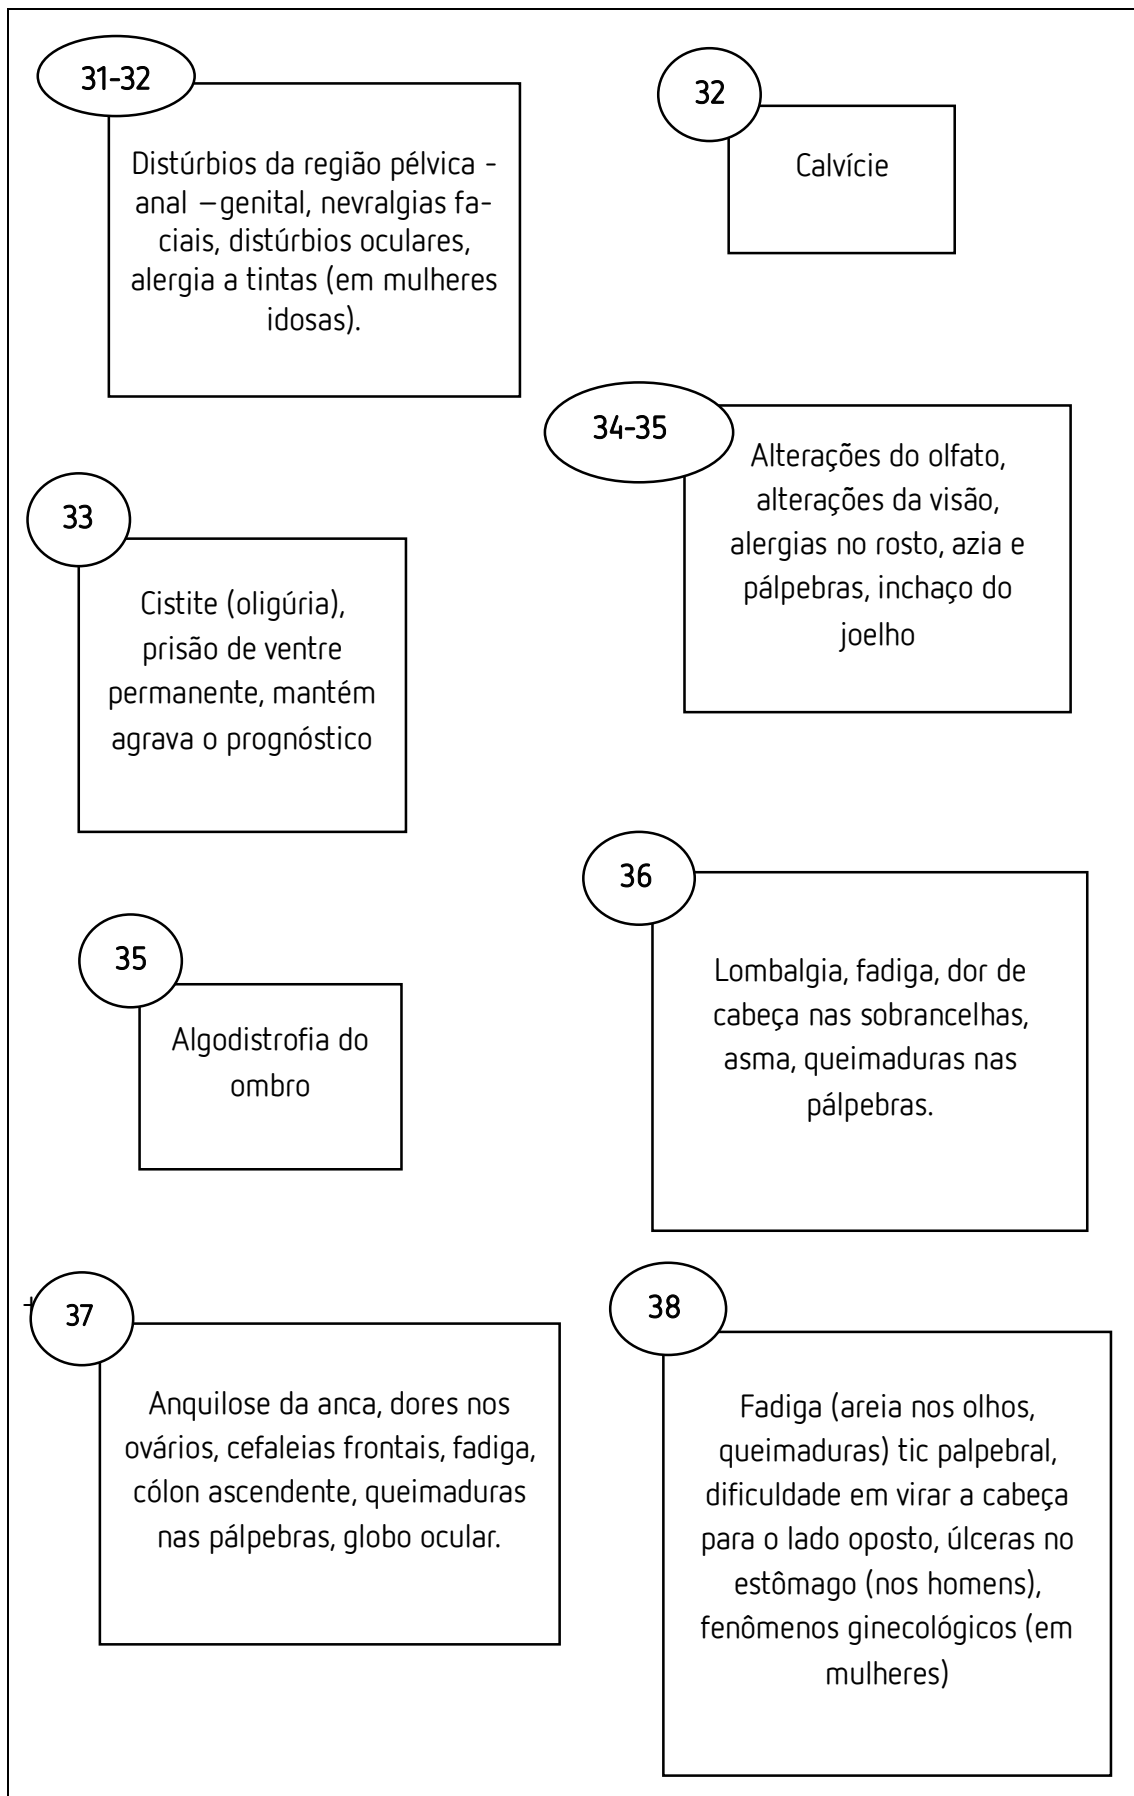 31-32
Distúrbios da região pélvica -
anal –genital, nevralgias fa-
ciais, distúrbios oculares,
alergia a tintas (em mulheres
idosas).
32
Calvície
34-35
Alterações do olfato,
alterações da visão,
alergias no rosto, azia e
pálpebras, inchaço do
joelho
33
Cistite (oligúria),
prisão de ventre
permanente, mantém
agrava o prognóstico
36
Lombalgia, fadiga, dor de
cabeça nas sobrancelhas,
asma, queimaduras nas
pálpebras.
35
Algodistrofia do
ombro
37
Anquilose da anca, dores nos
ovários, cefaleias frontais, fadiga,
cólon ascendente, queimaduras
nas pálpebras, globo ocular.
38
Fadiga (areia nos olhos,
queimaduras) tic palpebral,
dificuldade em virar a cabeça
para o lado oposto, úlceras no
estômago (nos homens),
fenômenos ginecológicos (em
mulheres)